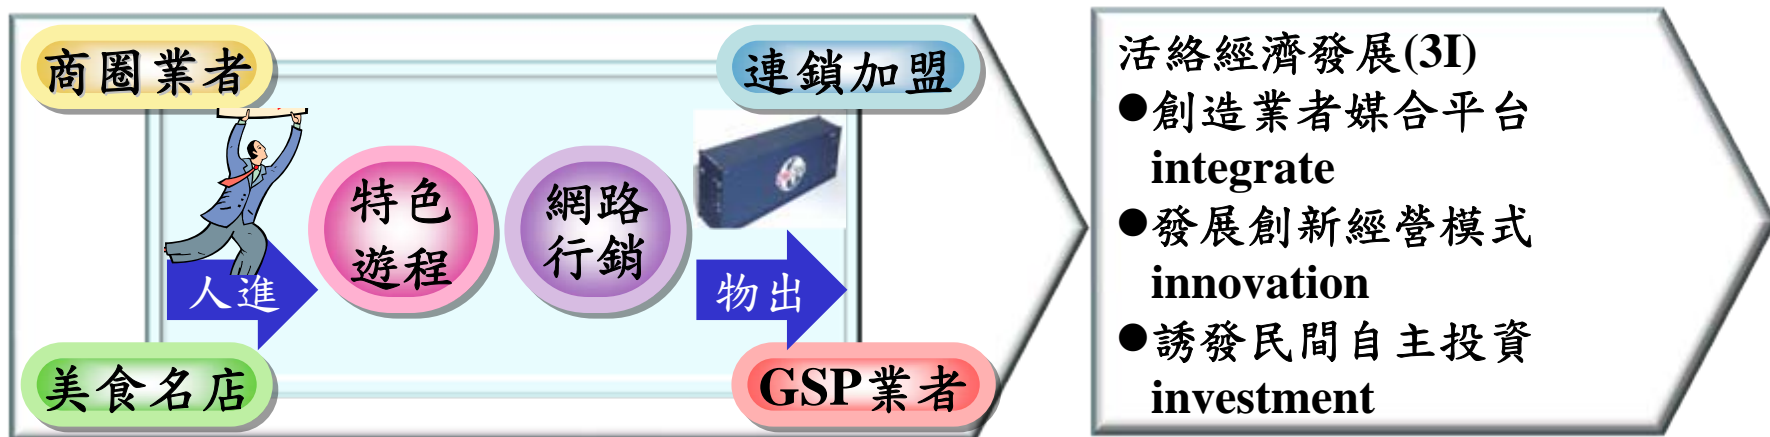 商圈業者
連鎖加盟
特色
遊程
網路
行銷
人進
物出
美食名店
GSP業者
活絡經濟發展(3I)
●創造業者媒合平台
integrate
●發展創新經營模式
innovation
●誘發民間自主投資
investment